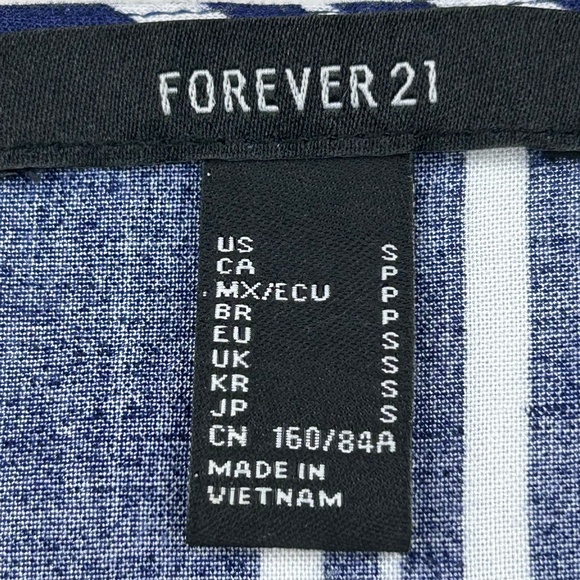 FOREVER 21
US S
CA P
MX/ECU P
BR P
EU S
UK S
KR S
JP S
CN 160/84A
MADE IN
VIETNAM